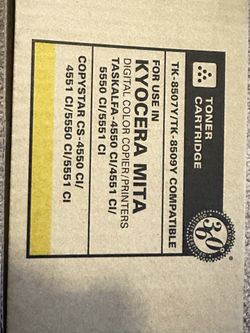 TONER
CARTRIDGE
TK-8507Y/TK-8509Y COMPATIBLE
FOR USE IN
KYOCERA MITA
DIGITAL COLOR COPIER/PRINTERS
TASKALFA-4550 CI/4551 CI/
5550 CI/5551 CI
COPYSTAR CS-4550 CI/
4551 CI/5550 CI/5551 CI
360